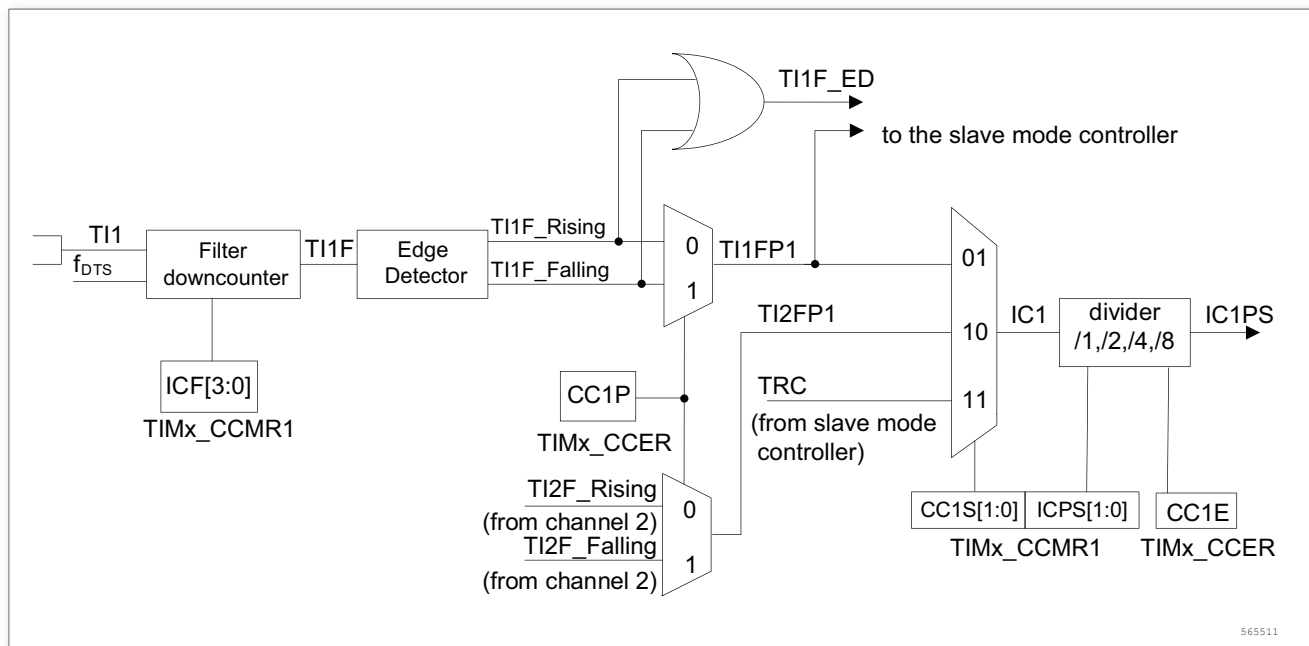 TI1F_ED
to the slave mode controller
TI1
fDTS
Filter
downcounter
TI1F
Edge
Detector
TI1F_Rising
TI1F_Falling
0
1
TI1FP1
TI2FP1
TRC
(from slave mode
controller)
01
10
11
IC1
divider
/1,/2,/4,/8
IC1PS
ICF[3:0]
TIMx_CCMR1
CC1P
TIMx_CCER
TI2F_Rising
(from channel 2)
TI2F_Falling
(from channel 2)
0
1
CC1S[1:0]
ICPS[1:0]
TIMx_CCMR1
CC1E
TIMx_CCER
565511